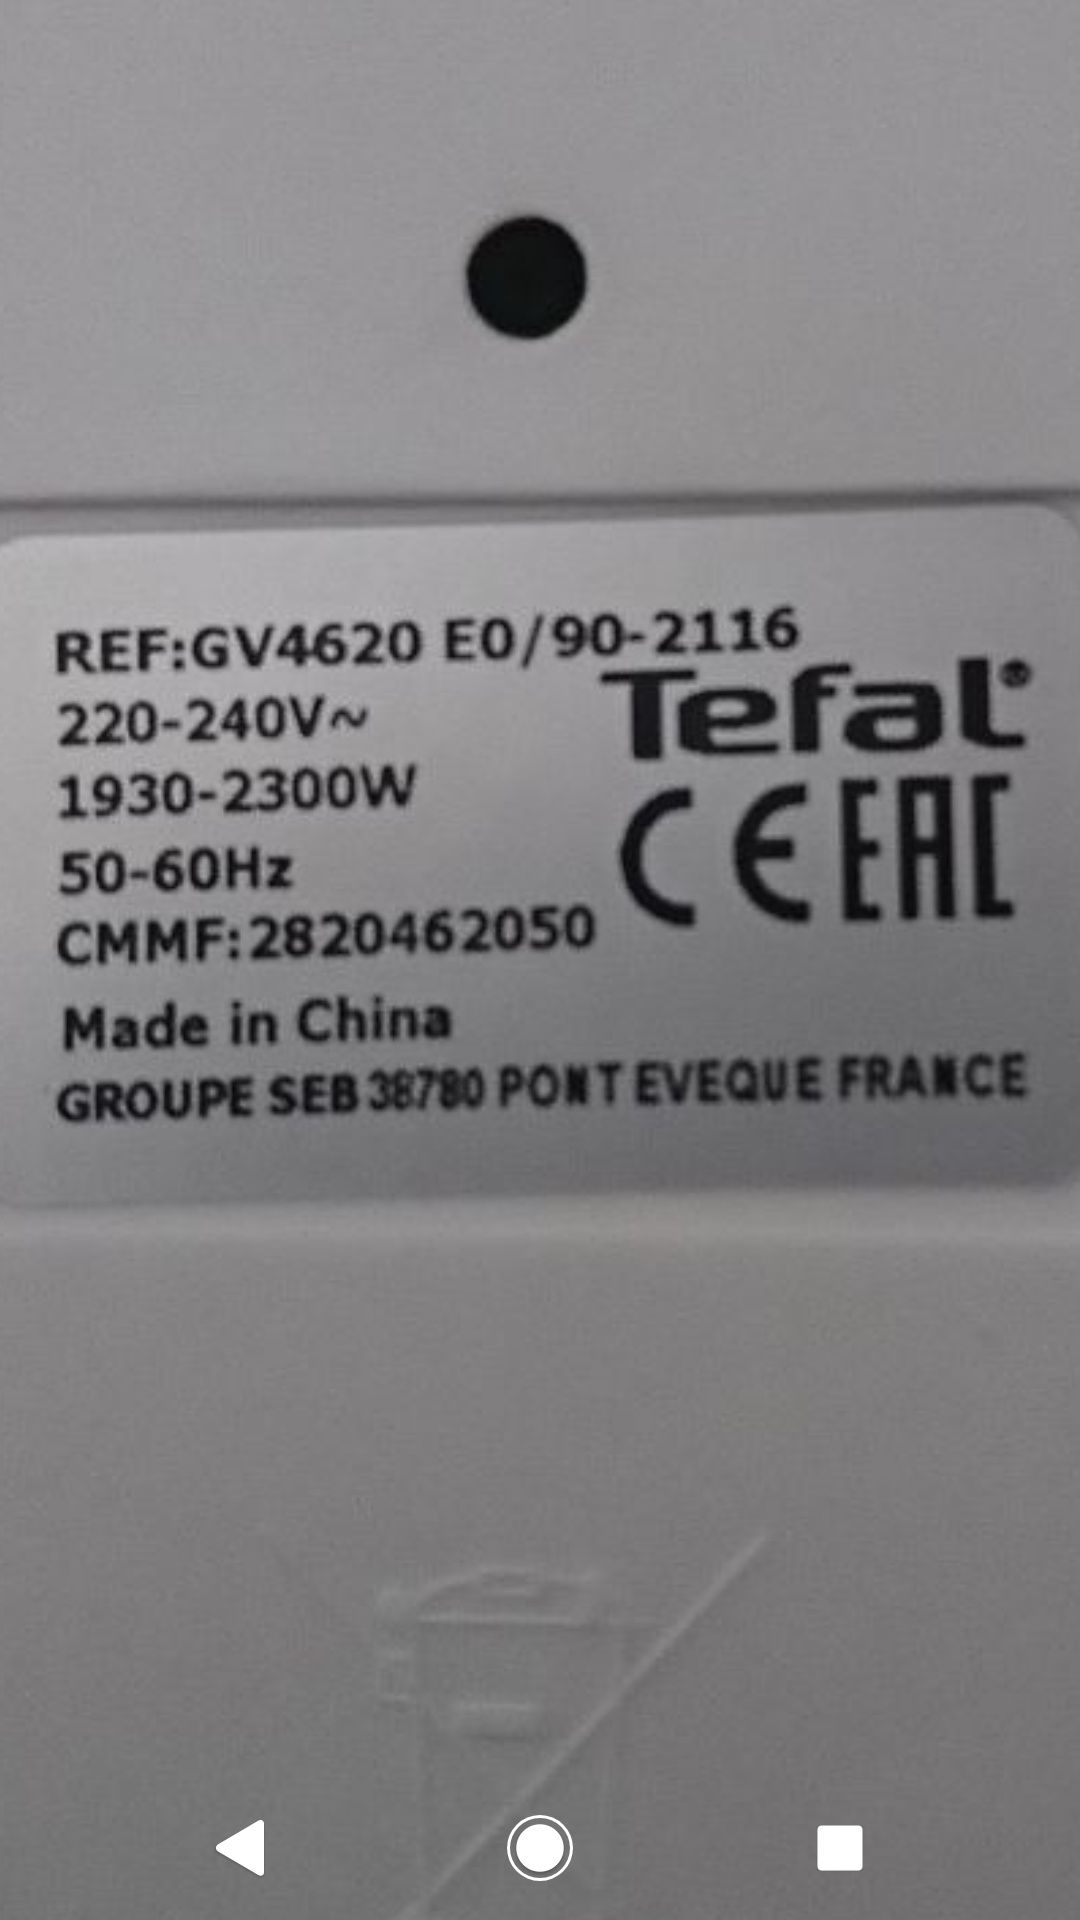 REF:GV4620 E0/90-2116
Tefal®
220-240V~
1930-2300W
CE EAC
50-60Hz
CMMF:2820462050
Made in China
GROUPE SEB 38780 PONT EVEQUE FRANCE